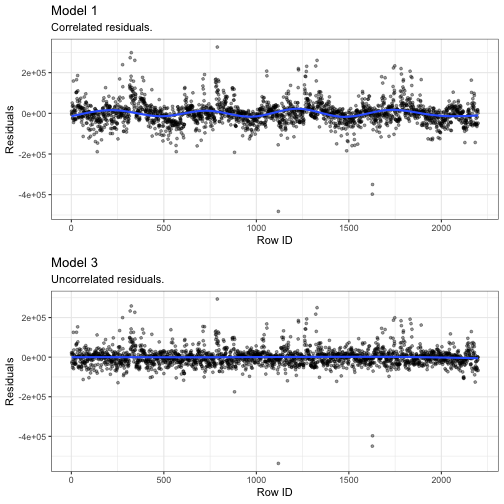 Model 1
Correlated residuals.
2e+05
0e+00
-2e+05
-4e+05
Residuals
0
500
1000
1500
2000
Row ID
Model 3
Uncorrelated residuals.
2e+05
0e+00
-2e+05
-4e+05
Residuals
0
500
1000
1500
2000
Row ID